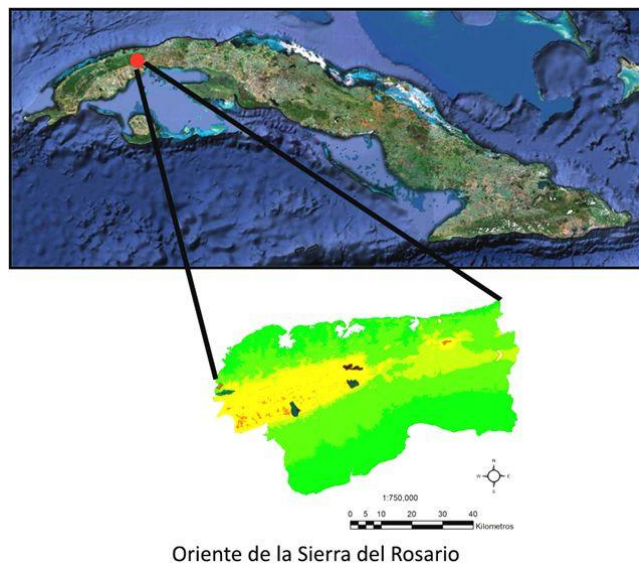 N
W E
S
1:750,000
0 5 10 20 30 40
Kilometros
Oriente de la Sierra del Rosario